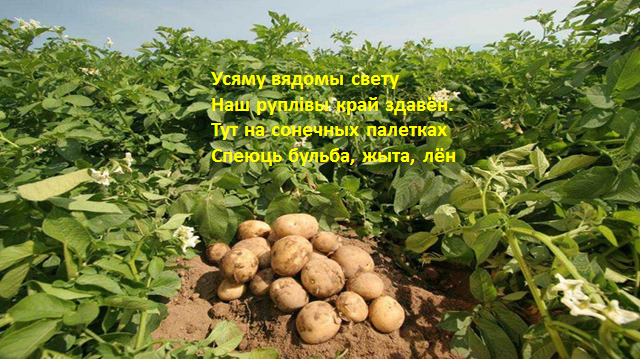 Усяму вядомы свету
Наш руплівы край здавён.
Тут на сонечных палетках
Спеюць бульба, жыта, лён